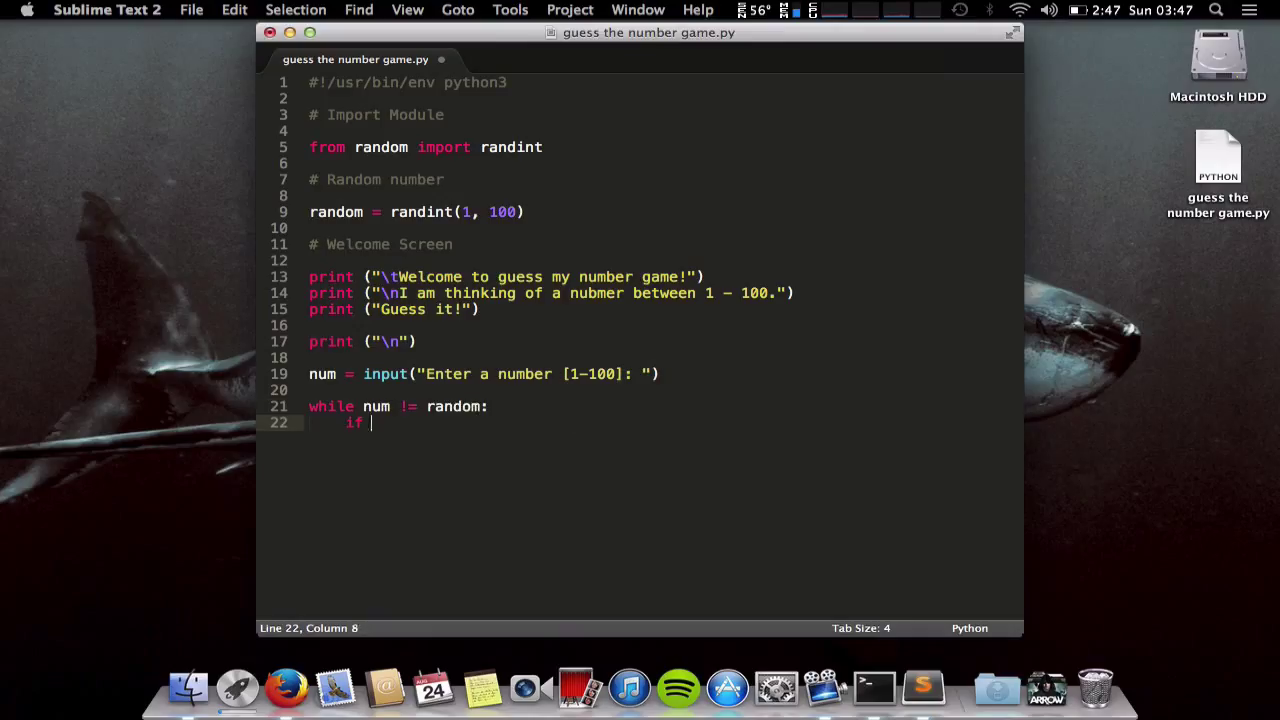 Sublime Text 2 File Edit Selection Find View Goto Tools Project Window Help 56° 2:47 Sun 03:47
guess the number game.py
guess the number game.py
1 #!/usr/bin/env python3
2
3 # Import Module
4
5 from random import randint
6
7 # Random number
8
9 random = randint(1, 100)
10
11 # Welcome Screen
12
13 print ("\tWelcome to guess my number game!")
14 print ("\nI am thinking of a nubmer between 1 - 100.")
15 print ("Guess it!")
16
17 print ("\n")
18
19 num = input("Enter a number [1-100]: ")
20
21 while num != random:
22 if
Line 22, Column 8 Tab Size: 4 Python
Macintosh HDD
PYTHON
guess the
number game.py
AUG
24
>_
S
ARROW